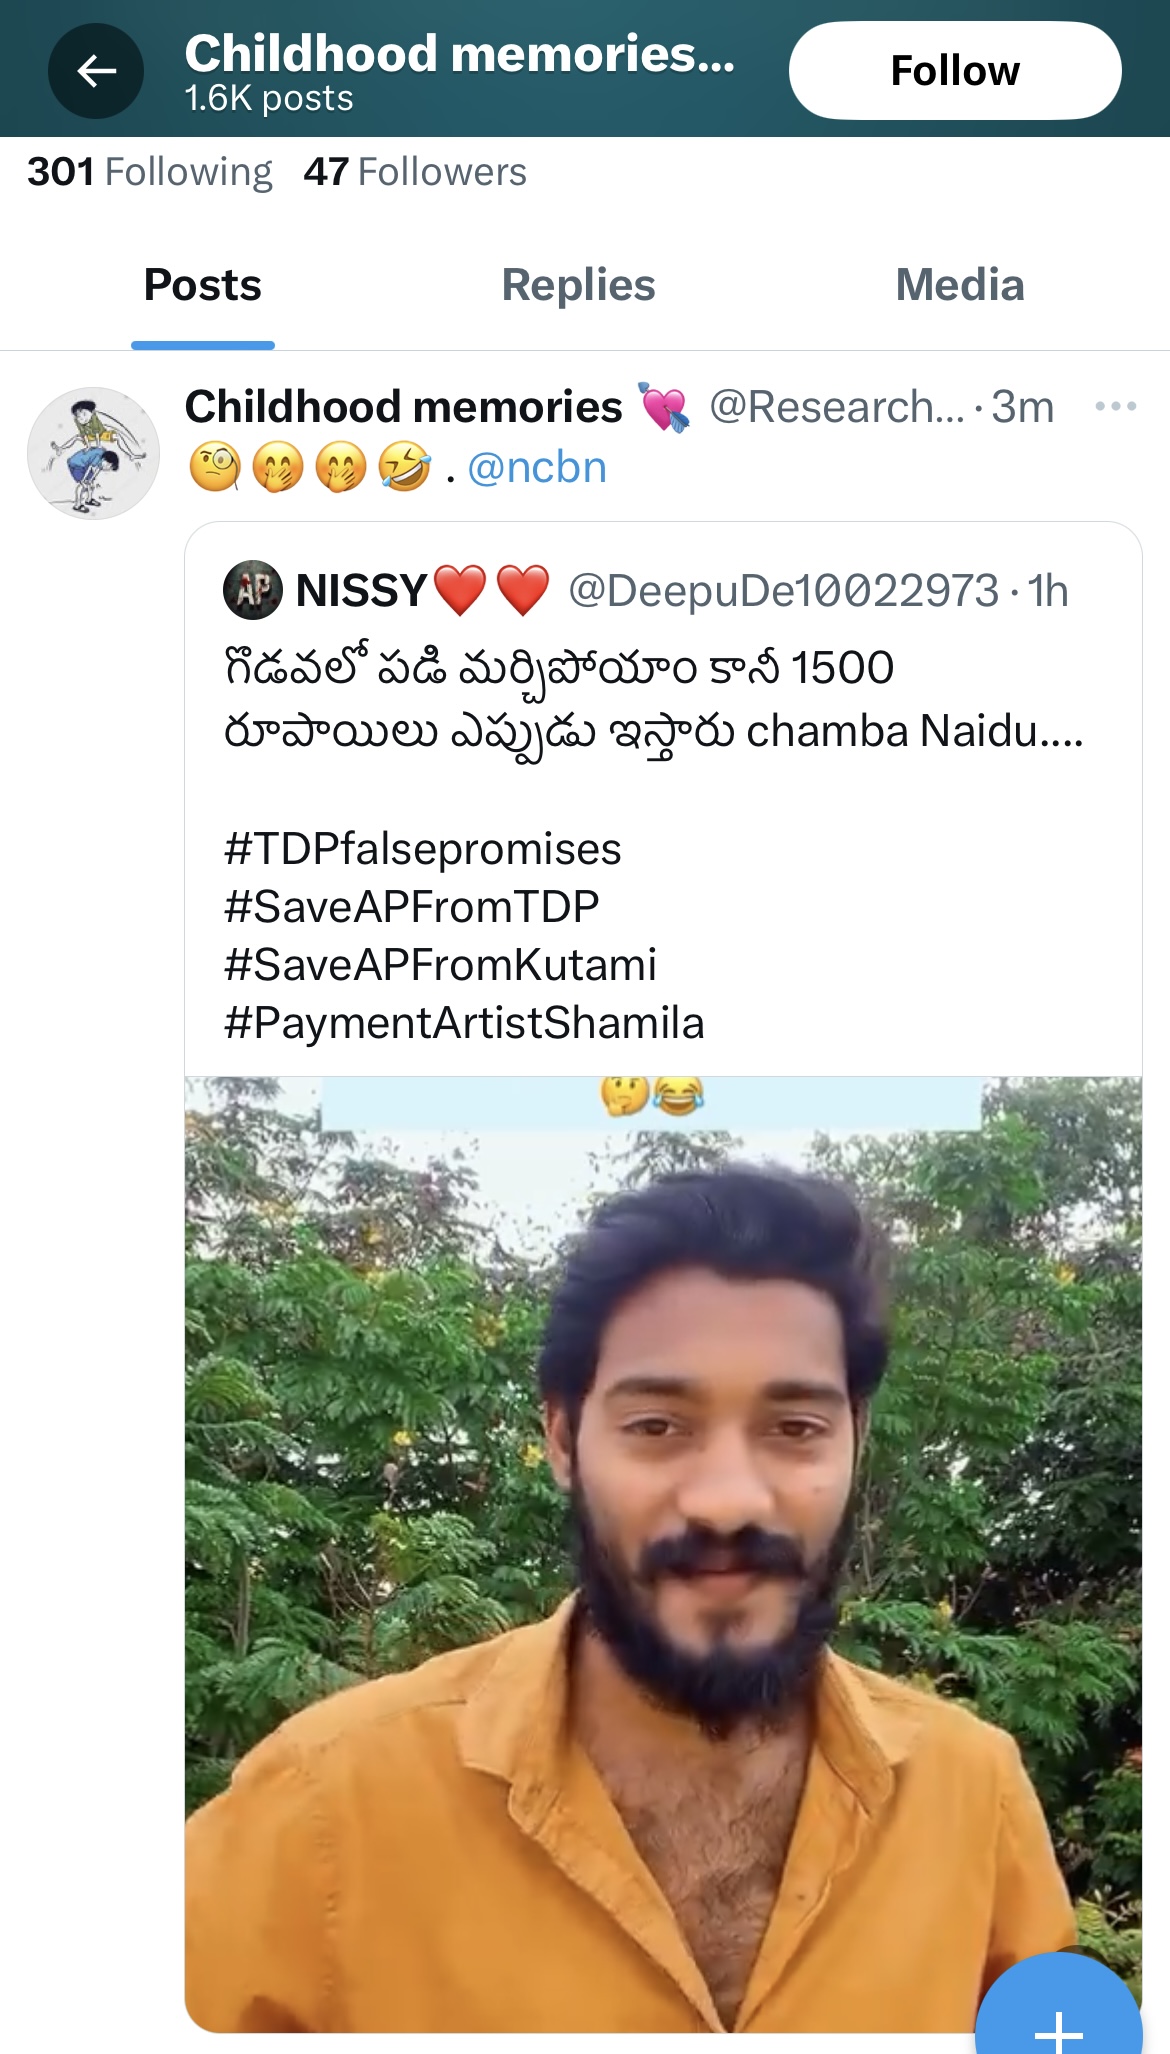 Childhood memories...
1.6K posts
Follow
301 Following 47 Followers
Posts Replies Media
Childhood memories 💘 @Research... · 3m
🧐🤭🤭🤣 . @ncbn
AP NISSY❤️❤️ @DeepuDe10022973 · 1h
గొడవలో పడి మర్చిపోయాం కానీ 1500
రూపాయిలు ఎప్పుడు ఇస్తారు chamba Naidu....
#TDPfalsepromises
#SaveAPFromTDP
#SaveAPFromKutami
#PaymentArtistShamila
🤔😂